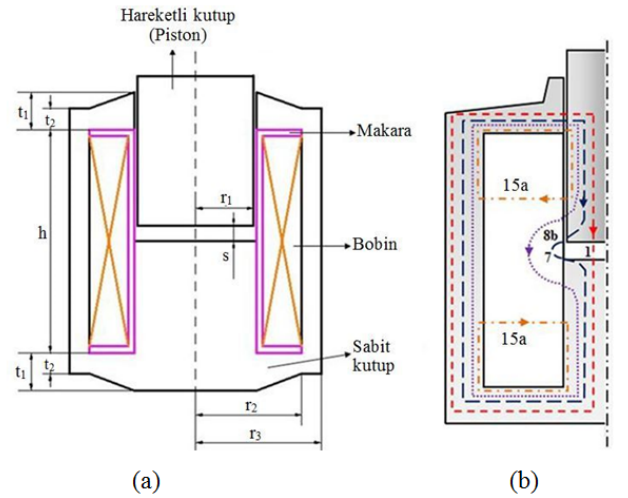 Hareketli kutup
(Piston)
t1
t2
Makara
r1
h
Bobin
s
Sabit
kutup
t1
t2
r2
r3
(a)
15a
8b
7
1
15a
(b)